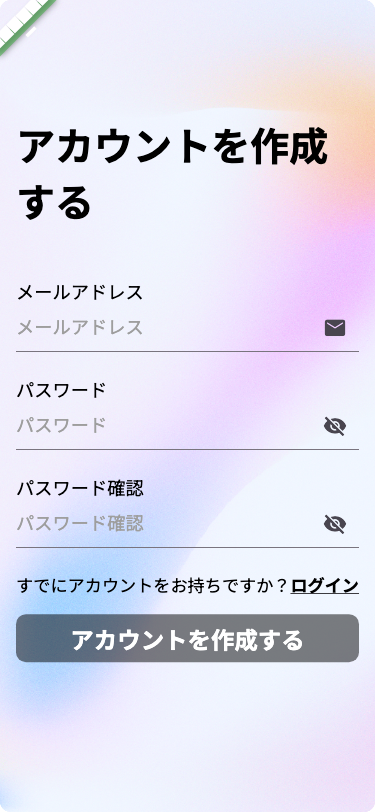 アカウントを作成
する
メールアドレス
メールアドレス
パスワード
パスワード
パスワード確認
パスワード確認
すでにアカウントをお持ちですか？ログイン
アカウントを作成する